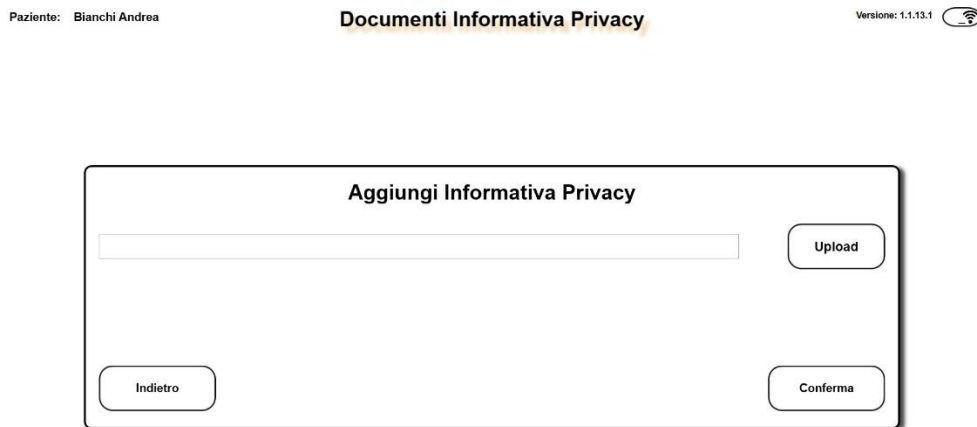 Paziente: Bianchi Andrea
Documenti Informativa Privacy
Versione: 1.1.13.1
Aggiungi Informativa Privacy
Upload
Indietro
Conferma